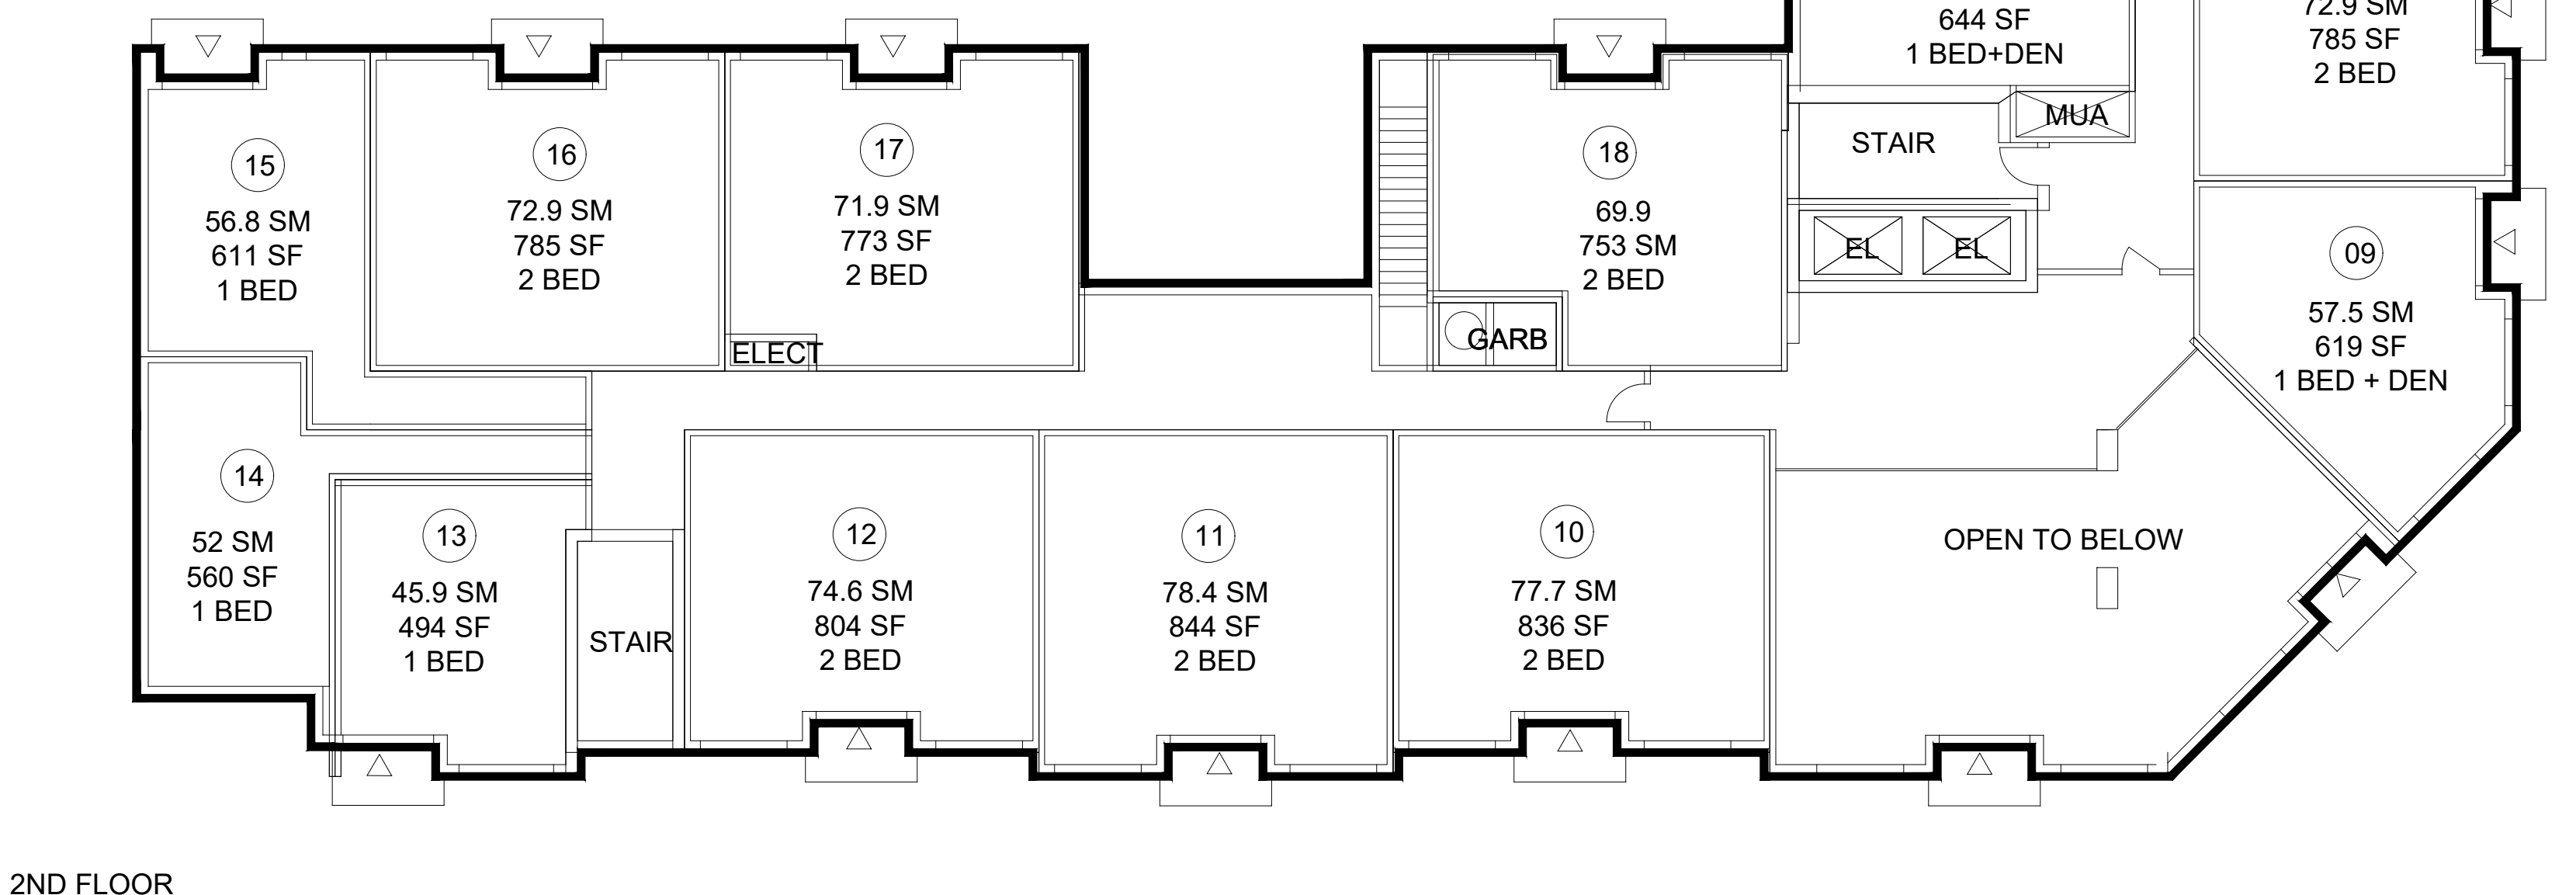 644 SF
1 BED+DEN
72.9 SM
785 SF
2 BED
MUA
STAIR
15
56.8 SM
611 SF
1 BED
16
72.9 SM
785 SF
2 BED
17
71.9 SM
773 SF
2 BED
ELECT
18
69.9
753 SM
2 BED
GARB
EL
EL
09
57.5 SM
619 SF
1 BED + DEN
14
52 SM
560 SF
1 BED
13
45.9 SM
494 SF
1 BED
STAIR
12
74.6 SM
804 SF
2 BED
11
78.4 SM
844 SF
2 BED
10
77.7 SM
836 SF
2 BED
OPEN TO BELOW
2ND FLOOR